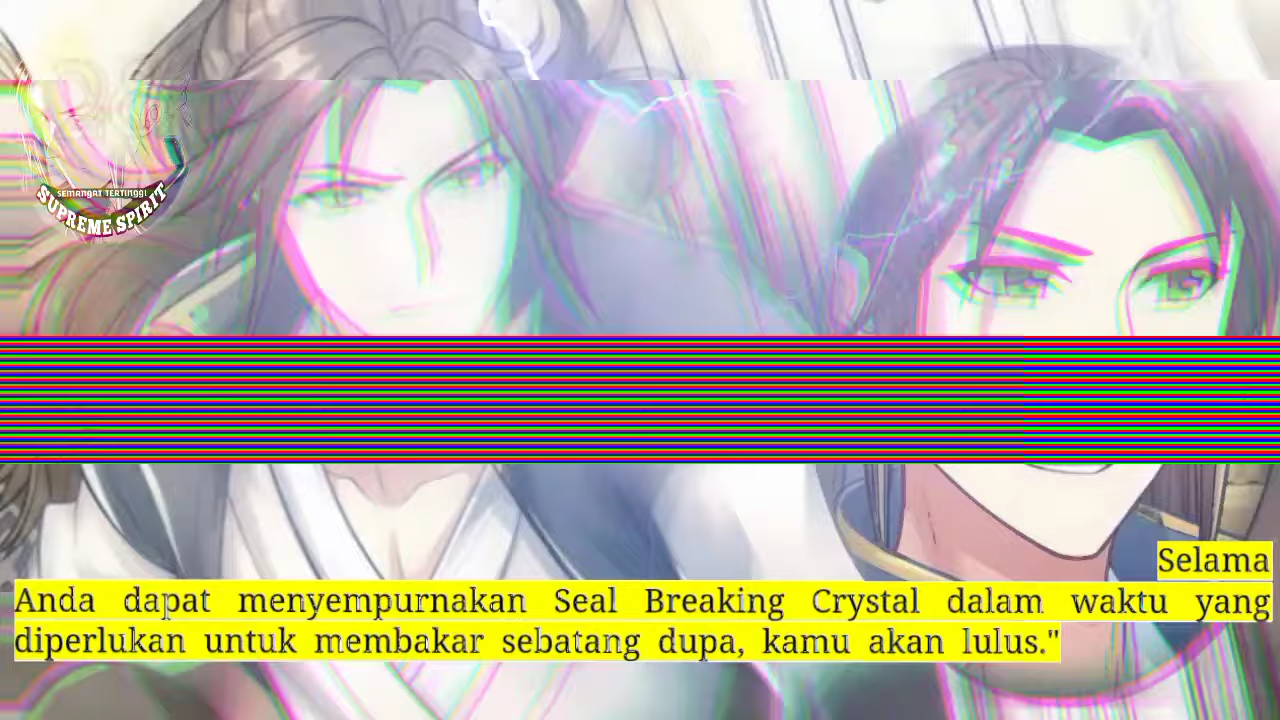 SEMANGAT TERTINGGI
SUPREME SPIRIT
Selama
Anda dapat menyempurnakan Seal Breaking Crystal dalam waktu yang
diperlukan untuk membakar sebatang dupa, kamu akan lulus."